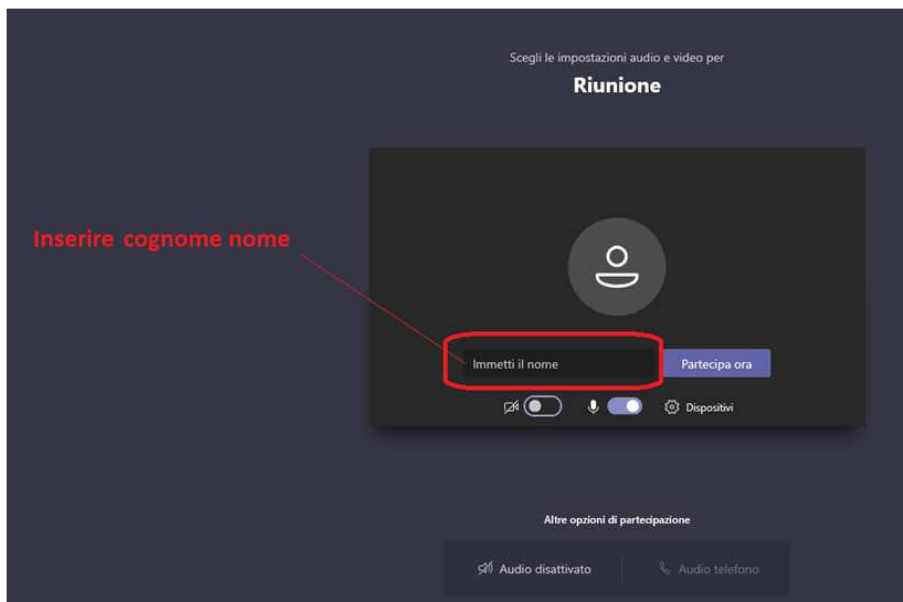 Scegli le impostazioni audio e video per
Riunione
Inserire cognome nome
Immetti il nome
Partecipa ora
Dispositivi
Altre opzioni di partecipazione
Audio disattivato
Audio telefono